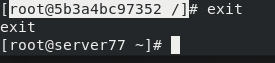 [root@5b3a4bc97352 /]# exit
exit
[root@server77 ~]#